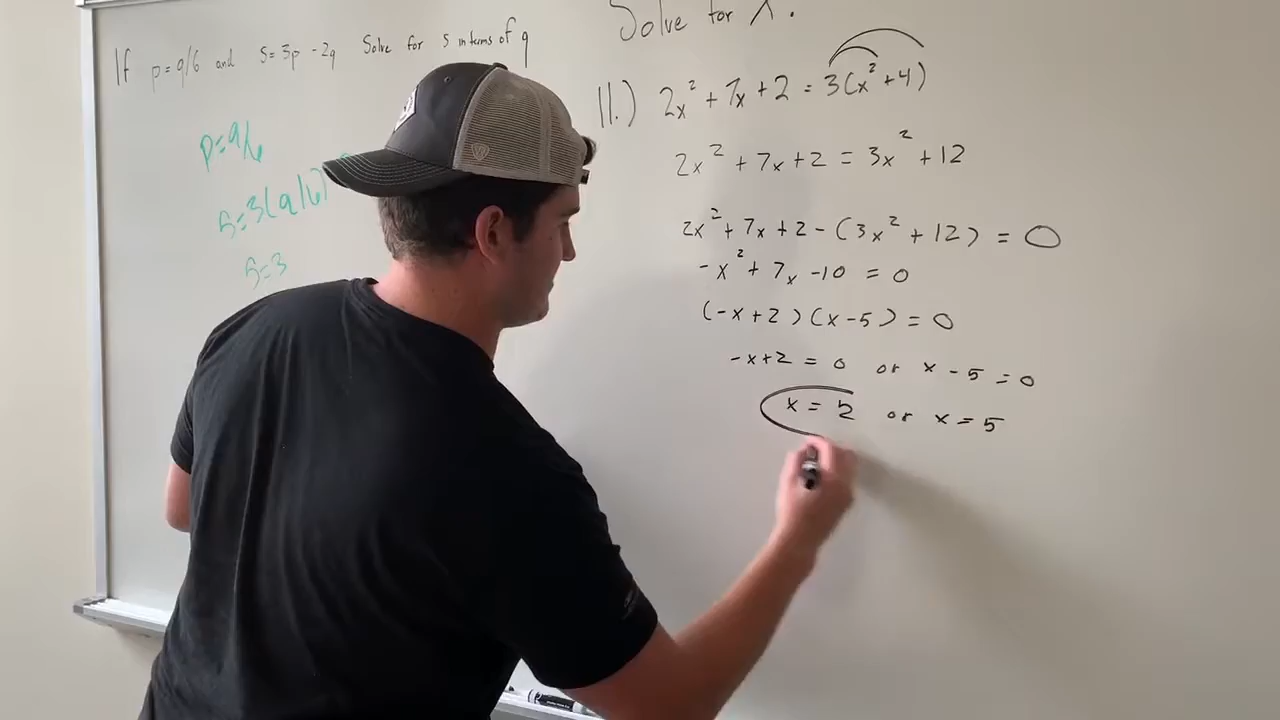 If p=q/6 and s=3p-2q Solve for s in terms of q
p=q/6
s=3(q/6)
s=3
Solve for X.
11.) 2x²+7x+2=3(x²+4)
2x²+7x+2=3x²+12
2x²+7x+2-(3x²+12)=0
-x²+7x-10=0
(-x+2)(x-5)=0
-x+2=0 or x-5=0
x=2 or x=5